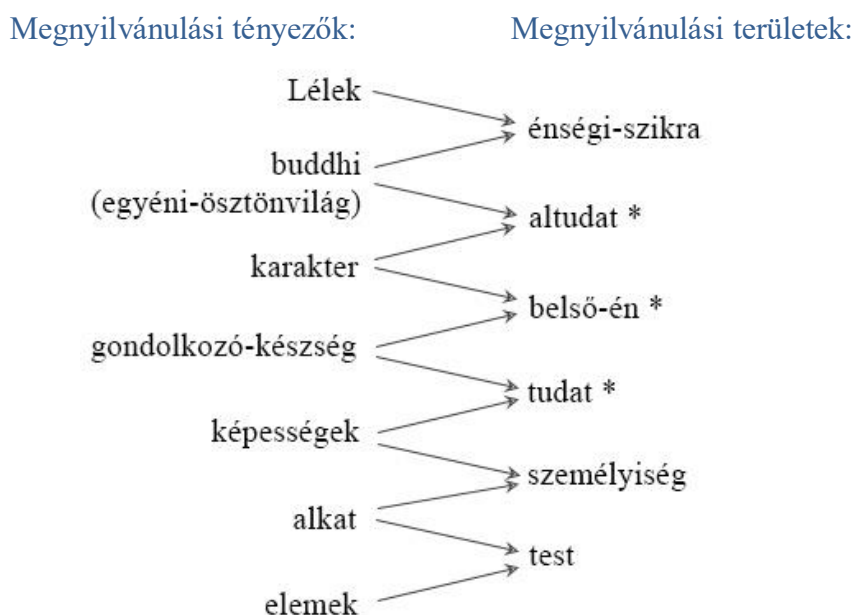 Megnyilvánulási tényezők: Megnyilvánulási területek:
Lélek
énségi-szikra
buddhi
(egyéni-ösztönvilág)
altudat *
karakter
belső-én *
gondolkozó-készség
tudat *
képességek
személyiség
alkat
test
elemek